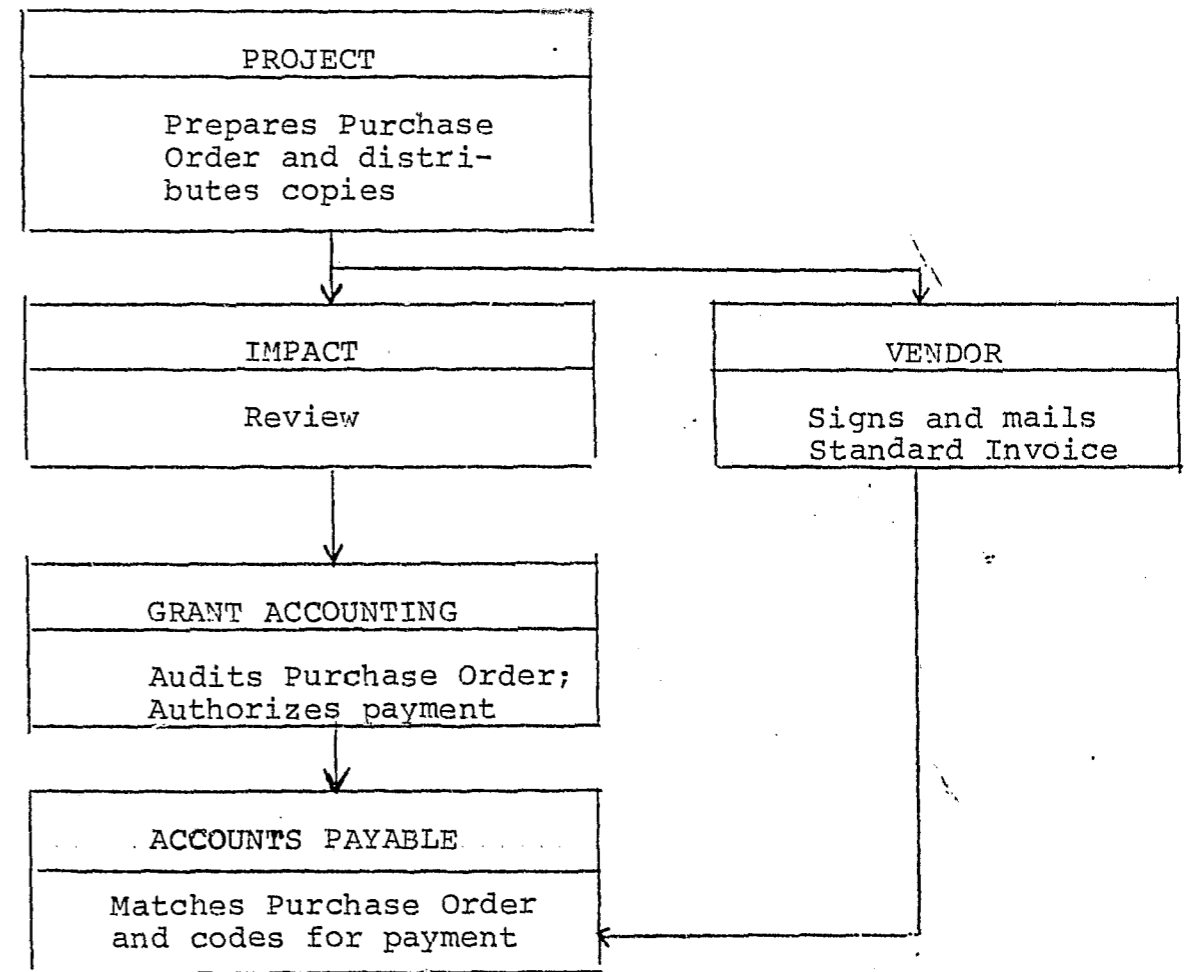 PROJECT
Prepares Purchase
Order and distri-
butes copies
IMPACT
Review
VENDOR
Signs and mails
Standard Invoice
GRANT ACCOUNTING
Audits Purchase Order;
Authorizes payment
ACCOUNTS PAYABLE
Matches Purchase Order
and codes for payment